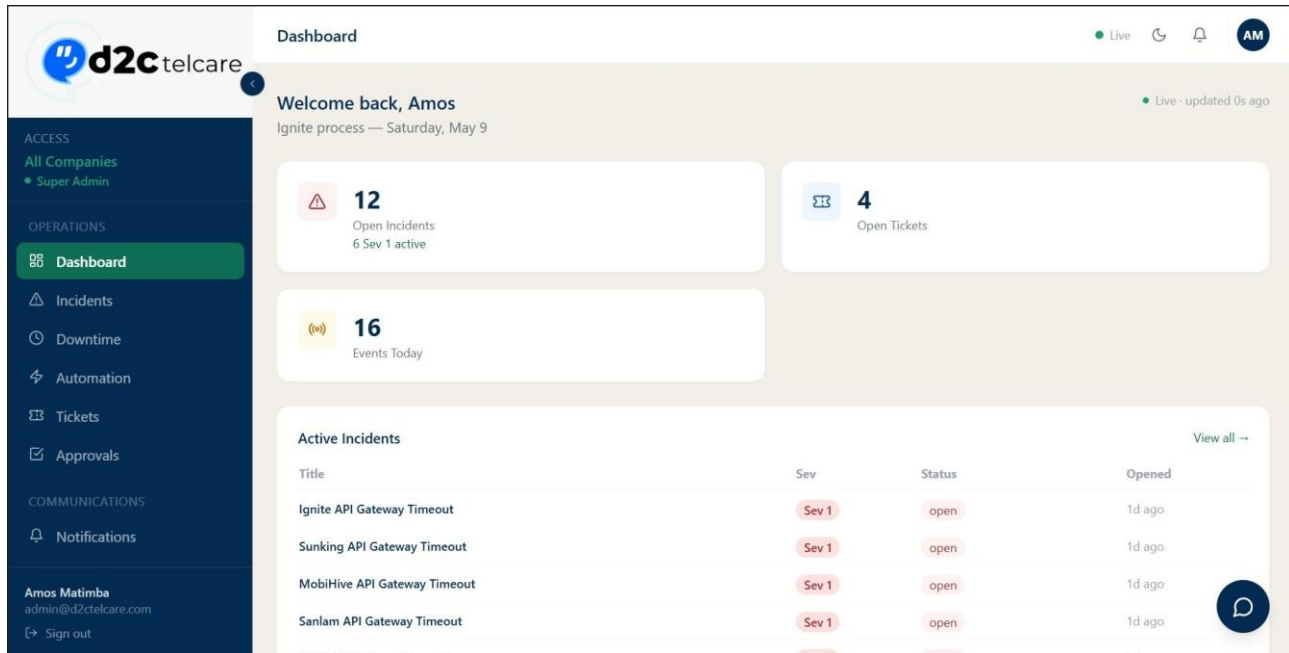 d2c telcare
ACCESS
All Companies
Super Admin
OPERATIONS
Dashboard
Incidents
Downtime
Automation
Tickets
Approvals
COMMUNICATIONS
Notifications
Amos Matimba
admin@d2ctelcare.com
Sign out
Dashboard
Live
AM
Welcome back, Amos
Live · updated 0s ago
Ignite process — Saturday, May 9
12
Open Incidents
6 Sev 1 active
4
Open Tickets
16
Events Today
Active Incidents
View all →
Title Sev Status Opened
Ignite API Gateway Timeout Sev 1 open 1d ago
Sunking API Gateway Timeout Sev 1 open 1d ago
MobiHive API Gateway Timeout Sev 1 open 1d ago
Sanlam API Gateway Timeout Sev 1 open 1d ago